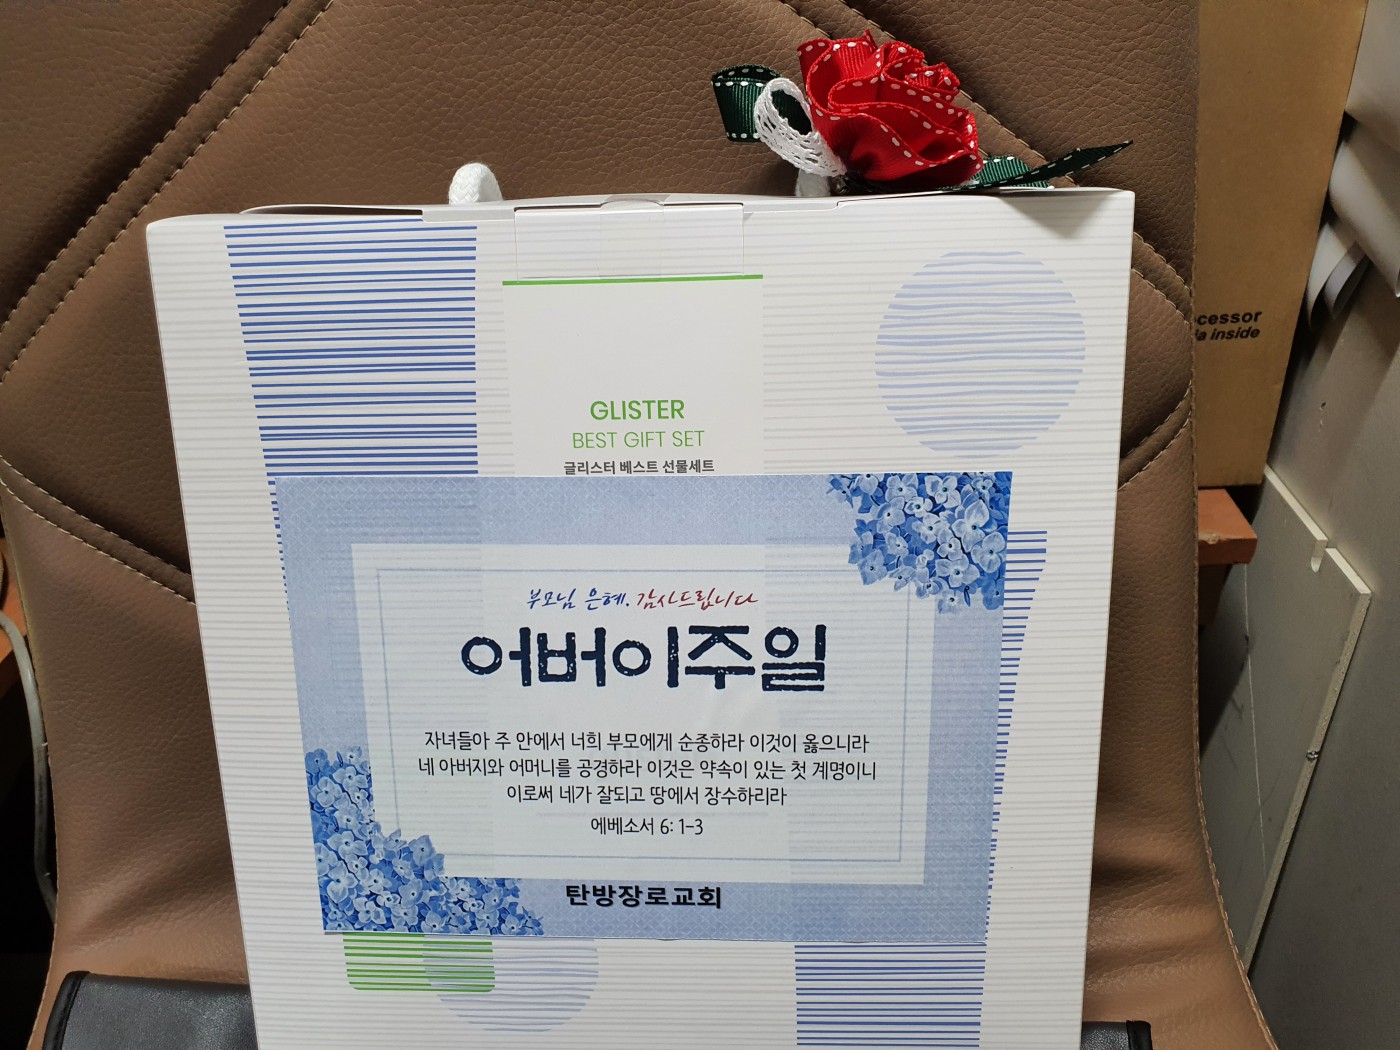 GLISTER
BEST GIFT SET
글리스터 베스트 선물세트
부모님 은혜. 감사드립니다
어버이주일
자녀들아 주 안에서 너희 부모에게 순종하라 이것이 옳으니라
네 아버지와 어머니를 공경하라 이것은 약속이 있는 첫 계명이니
이로써 네가 잘되고 땅에서 장수하리라
에베소서 6: 1-3
탄방장로교회
cessor
inside